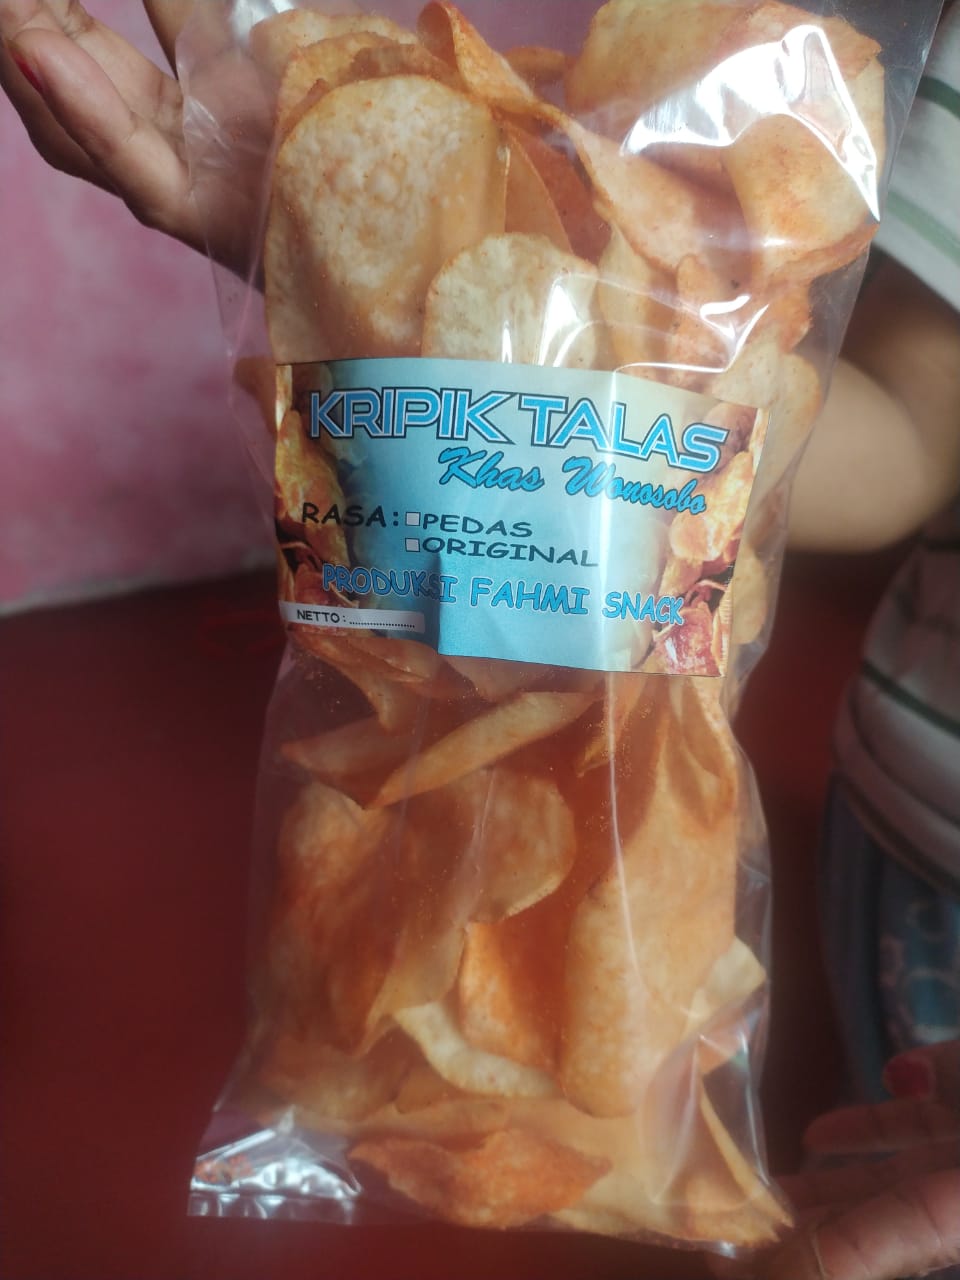 KRIPIK TALAS
Khas Wonosobo
RASA: PEDAS
ORIGINAL
PRODUKSI FAHMI SNACK
NETTO : ......................